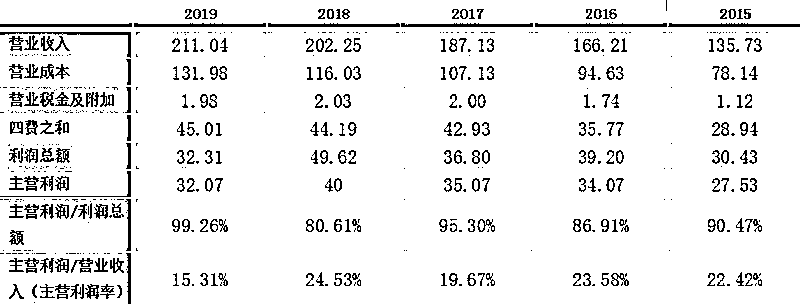 2019 2018 2017 2016 2015
营业收入 211.04 202.25 187.13 166.21 135.73
营业成本 131.98 116.03 107.13 94.63 78.14
营业税金及附加 1.98 2.03 2.00 1.74 1.12
四费之和 45.01 44.19 42.93 35.77 28.94
利润总额 32.31 49.62 36.80 39.20 30.43
主营利润 32.07 40 35.07 34.07 27.53
主营利润/利润总
额 99.26% 80.61% 95.30% 86.91% 90.47%
主营利润/营业收
入（主营利润率） 15.31% 24.53% 19.67% 23.58% 22.42%